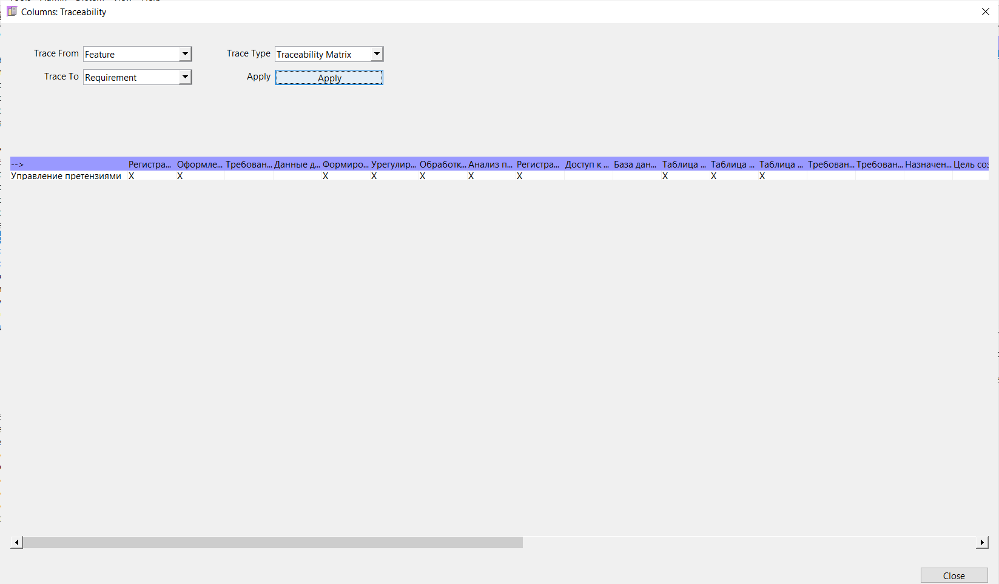 Columns: Traceability
Trace From Feature Trace Type Traceability Matrix
Trace To Requirement Apply Apply
--> Регистра... Оформле... Требован... Данные д... Формиро... Урегулир... Обработк... Анализ п... Регистра... Доступ к ... База дан... Таблица ... Таблица ... Таблица ... Требован... Требован... Назначен... Цель соз
Управление претензиями X X X X X X X X X X
Close